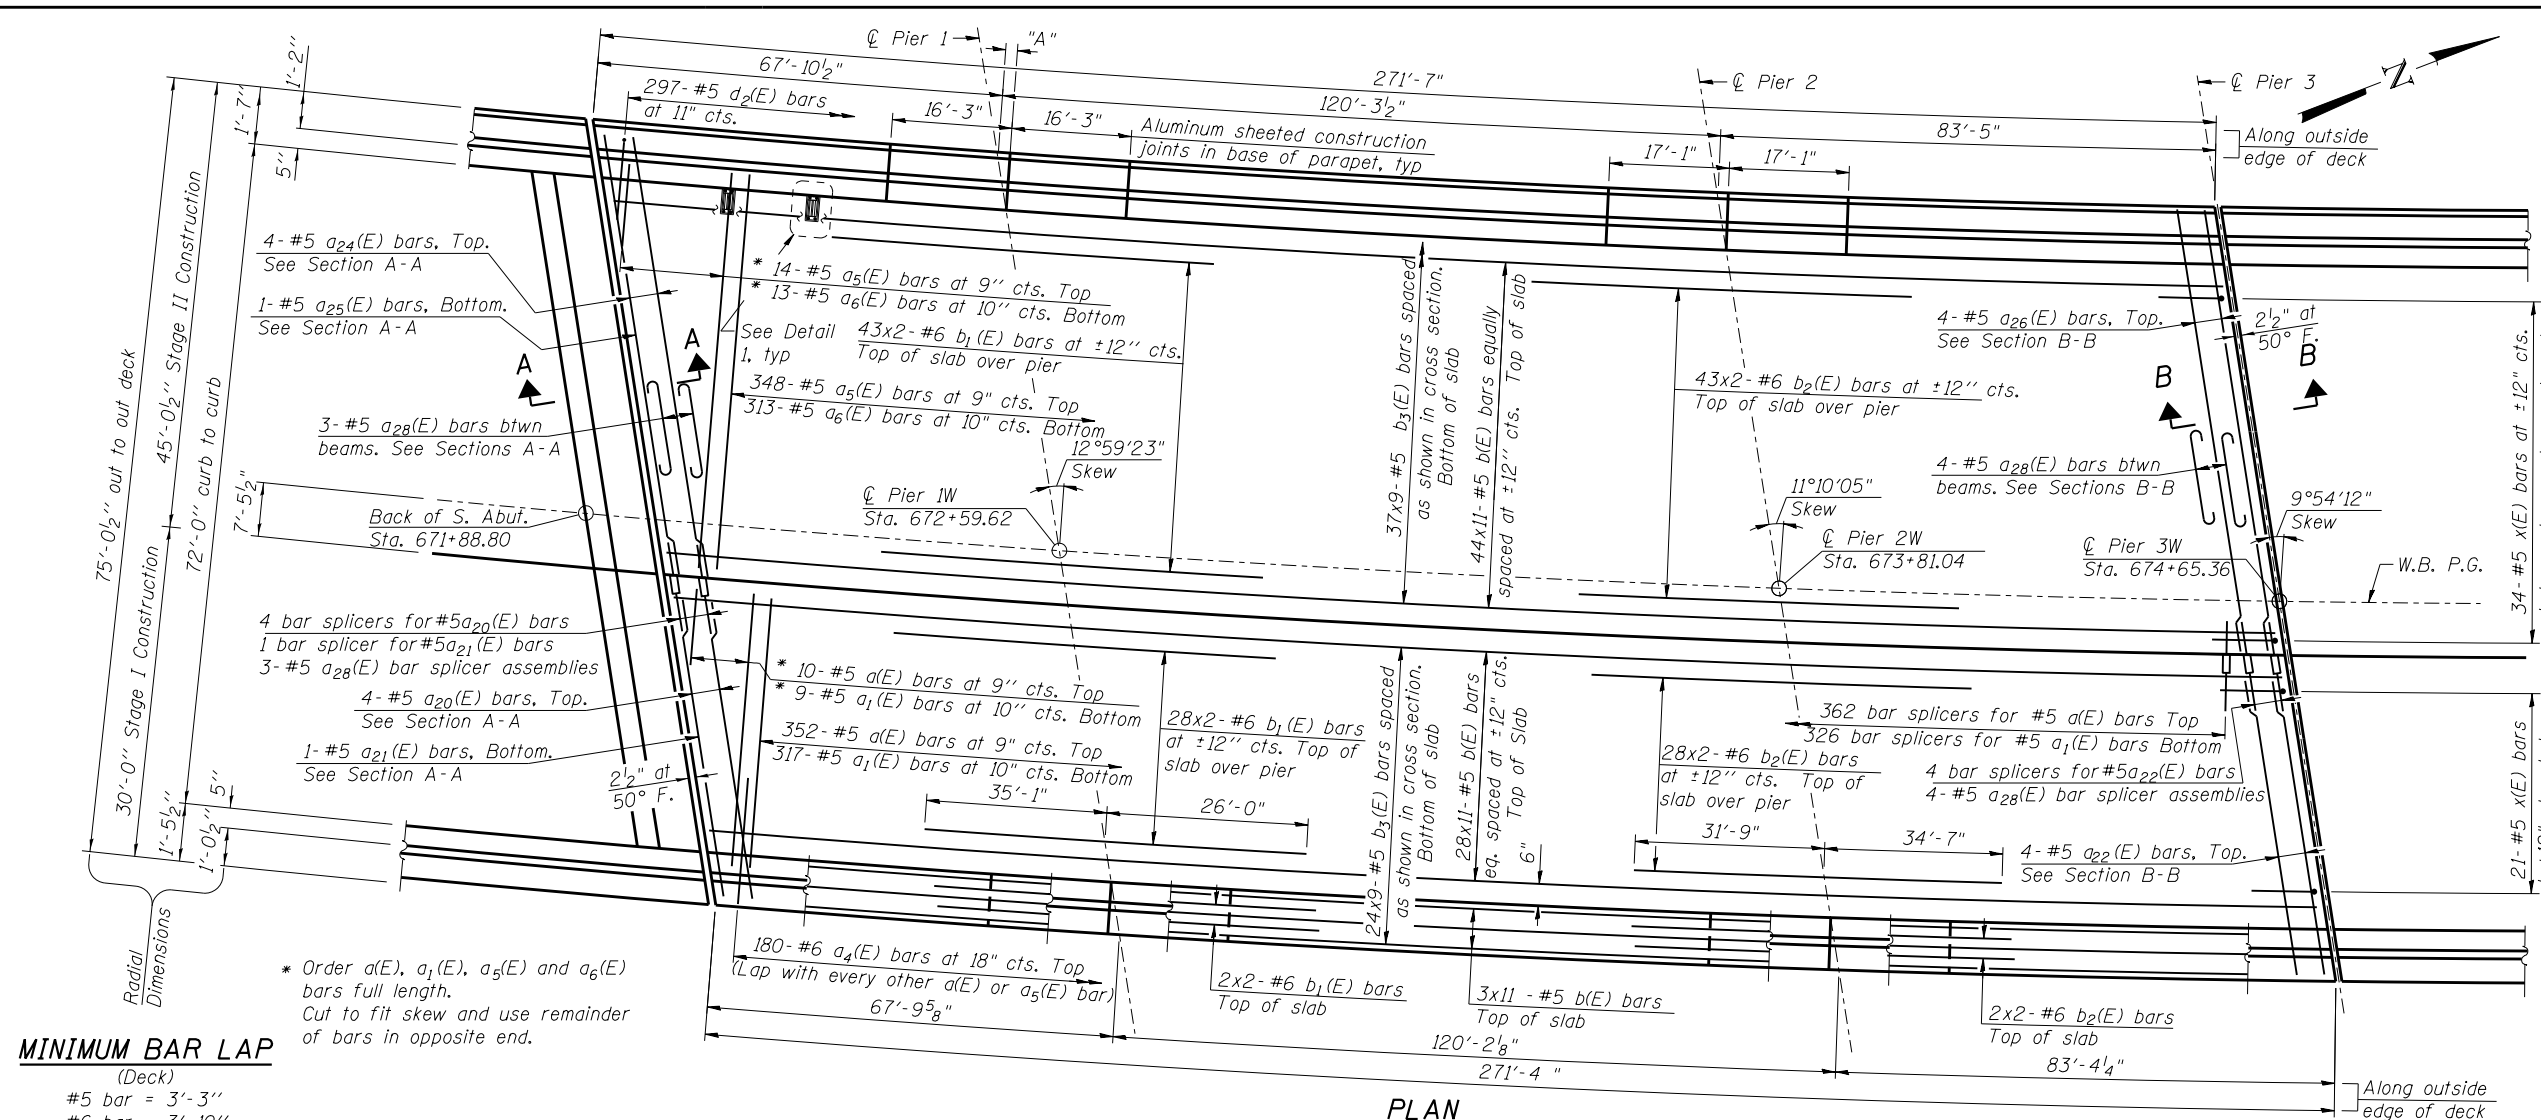 ℄ Pier 1
"A"
67'-10½"
271'-7"
120'-3½"
℄ Pier 2
℄ Pier 3
N
83'-5"
Along outside
edge of deck
297-#5 d2(E) bars
at 11" cts.
16'-3"
16'-3"
Aluminum sheeted construction
joints in base of parapet, typ
17'-1"
17'-1"
1'-2"
1'-7"
5"
75'-0½" out to out deck
45'-0½" Stage II Construction
30'-0" Stage I Construction
72'-0" curb to curb
7'-5½"
4-#5 a24(E) bars, Top.
See Section A-A
1-#5 a25(E) bars, Bottom.
See Section A-A
A
A
3-#5 a28(E) bars btwn
beams. See Sections A-A
* 14-#5 a5(E) bars at 9" cts. Top
* 13-#5 a6(E) bars at 10" cts. Bottom
See Detail
1, typ
43x2-#6 b1(E) bars at ±12" cts.
Top of slab over pier
348-#5 a5(E) bars at 9" cts. Top
313-#5 a6(E) bars at 10" cts. Bottom
12°59'23"
Skew
℄ Pier 1W
Sta. 672+59.62
Back of S. Abut.
Sta. 671+88.80
37x9-#5 b3(E) bars spaced
as shown in cross section.
Bottom of slab
44x11-#5 b(E) bars equally
spaced at ±12" cts. Top of slab
43x2-#6 b2(E) bars at ±12" cts.
Top of slab over pier
11°10'05"
Skew
℄ Pier 2W
Sta. 673+81.04
4-#5 a26(E) bars, Top.
See Section B-B
2½" at
50° F.
B
B
4-#5 a28(E) bars btwn
beams. See Sections B-B
9°54'12"
Skew
℄ Pier 3W
Sta. 674+65.36
W.B. P.G.
34-#5 x(E) bars at ±12" cts.
4 bar splicers for #5 a20(E) bars
1 bar splicer for #5 a21(E) bars
3-#5 a28(E) bar splicer assemblies
4-#5 a20(E) bars, Top.
See Section A-A
1-#5 a21(E) bars, Bottom.
See Section A-A
2½" at
50° F.
* 10-#5 a(E) bars at 9" cts. Top
* 9-#5 a1(E) bars at 10" cts. Bottom
352-#5 a(E) bars at 9" cts. Top
317-#5 a1(E) bars at 10" cts. Bottom
28x2-#6 b1(E) bars
at ±12" cts. Top of
slab over pier
35'-1"
26'-0"
24x9-#5 b3(E) bars spaced
as shown in cross section.
Bottom of slab
28x11-#5 b(E) bars
eq. spaced at ±12" cts.
Top of Slab
6"
362 bar splicers for #5 a(E) bars Top
326 bar splicers for #5 a1(E) bars Bottom
28x2-#6 b2(E) bars
at ±12" cts. Top of
slab over pier
4 bar splicers for #5 a22(E) bars
4-#5 a28(E) bar splicer assemblies
31'-9"
34'-7"
4-#5 a22(E) bars, Top.
See Section B-B
21-#5 x(E) bars
5"
1'-5½"
1'-0½"
Radial
Dimensions
* Order a(E), a1(E), a5(E) and a6(E)
bars full length.
Cut to fit skew and use remainder
of bars in opposite end.
180-#6 a4(E) bars at 18" cts. Top
(Lap with every other a(E) or a5(E) bar)
67'-9⅝"
2x2-#6 b1(E) bars
Top of slab
3x11-#5 b(E) bars
Top of slab
2x2-#6 b2(E) bars
Top of slab
120'-2⅛"
271'-4"
83'-4¼"
Along outside
edge of deck
MINIMUM BAR LAP
(Deck)
#5 bar = 3'-3"
#6 bar = 3'-10"
PLAN